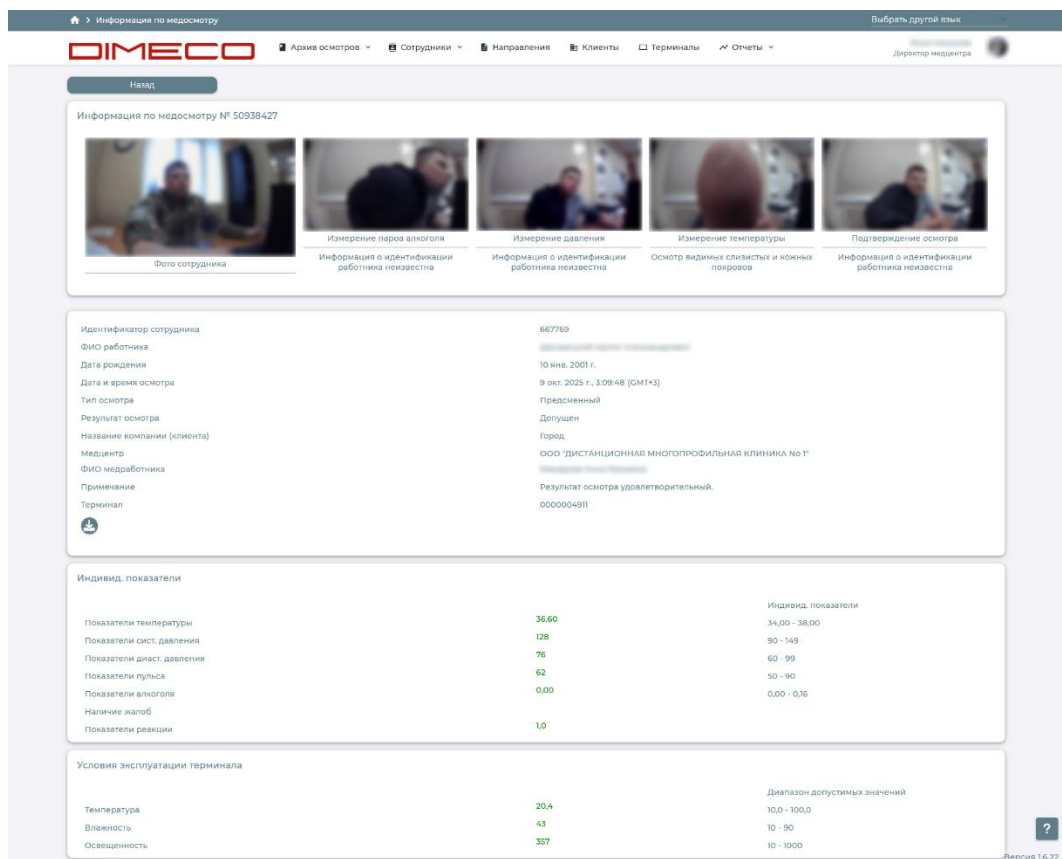 Информация по медосмотру
Выбрать другой язык
DIMECO
Архив осмотров
Сотрудники
Направления
Клиенты
Терминалы
Отчеты
Директор медцентра
Назад
Информация по медосмотру № 50938427
Фото сотрудника
Измерение паров алкоголя
Информация о идентификации работника неизвестна
Измерение давления
Информация о идентификации работника неизвестна
Измерение температуры
Осмотр видимых слизистых и кожных покровов
Подтверждение осмотра
Информация о идентификации работника неизвестна
Идентификатор сотрудника 667769
ФИО работника
Дата рождения 10 янв. 2001 г.
Дата и время осмотра 9 окт. 2025 г., 3:09:48 (GMT+3)
Тип осмотра Предсменный
Результат осмотра Допущен
Название компании (клиента) Город
Медцентр ООО "ДИСТАНЦИОННАЯ МНОГОПРОФИЛЬНАЯ КЛИНИКА No 1"
ФИО медработника
Примечание Результат осмотра удовлетворительный.
Терминал 0000004911
Индивид. показатели
Индивид. показатели
Показатели температуры 36,60 34,00 - 38,00
Показатели сист. давления 128 90 - 149
Показатели диаст. давления 76 60 - 99
Показатели пульса 62 50 - 90
Показатели алкоголя 0,00 0,00 - 0,16
Наличие жалоб
Показатели реакции 1,0
Условия эксплуатации терминала
Диапазон допустимых значений
Температура 20,4 10,0 - 100,0
Влажность 43 10 - 90
Освещенность 357 10 - 1000
?
Версия 1.6.22